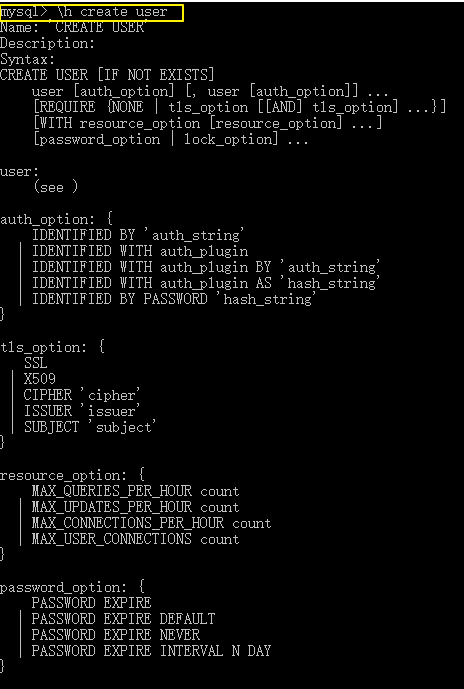 mysql> \h create user
Name: 'CREATE USER'
Description:
Syntax:
CREATE USER [IF NOT EXISTS]
    user [auth_option] [, user [auth_option]] ...
    [REQUIRE {NONE | tls_option [[AND] tls_option] ...}]
    [WITH resource_option [resource_option] ...]
    [password_option | lock_option] ...
user:
    (see )
auth_option: {
    IDENTIFIED BY 'auth_string'
  | IDENTIFIED WITH auth_plugin
  | IDENTIFIED WITH auth_plugin BY 'auth_string'
  | IDENTIFIED WITH auth_plugin AS 'hash_string'
  | IDENTIFIED BY PASSWORD 'hash_string'
}
tls_option: {
   SSL
 | X509
 | CIPHER 'cipher'
 | ISSUER 'issuer'
 | SUBJECT 'subject'
}
resource_option: {
    MAX_QUERIES_PER_HOUR count
  | MAX_UPDATES_PER_HOUR count
  | MAX_CONNECTIONS_PER_HOUR count
  | MAX_USER_CONNECTIONS count
}
password_option: {
    PASSWORD EXPIRE
  | PASSWORD EXPIRE DEFAULT
  | PASSWORD EXPIRE NEVER
  | PASSWORD EXPIRE INTERVAL N DAY
}